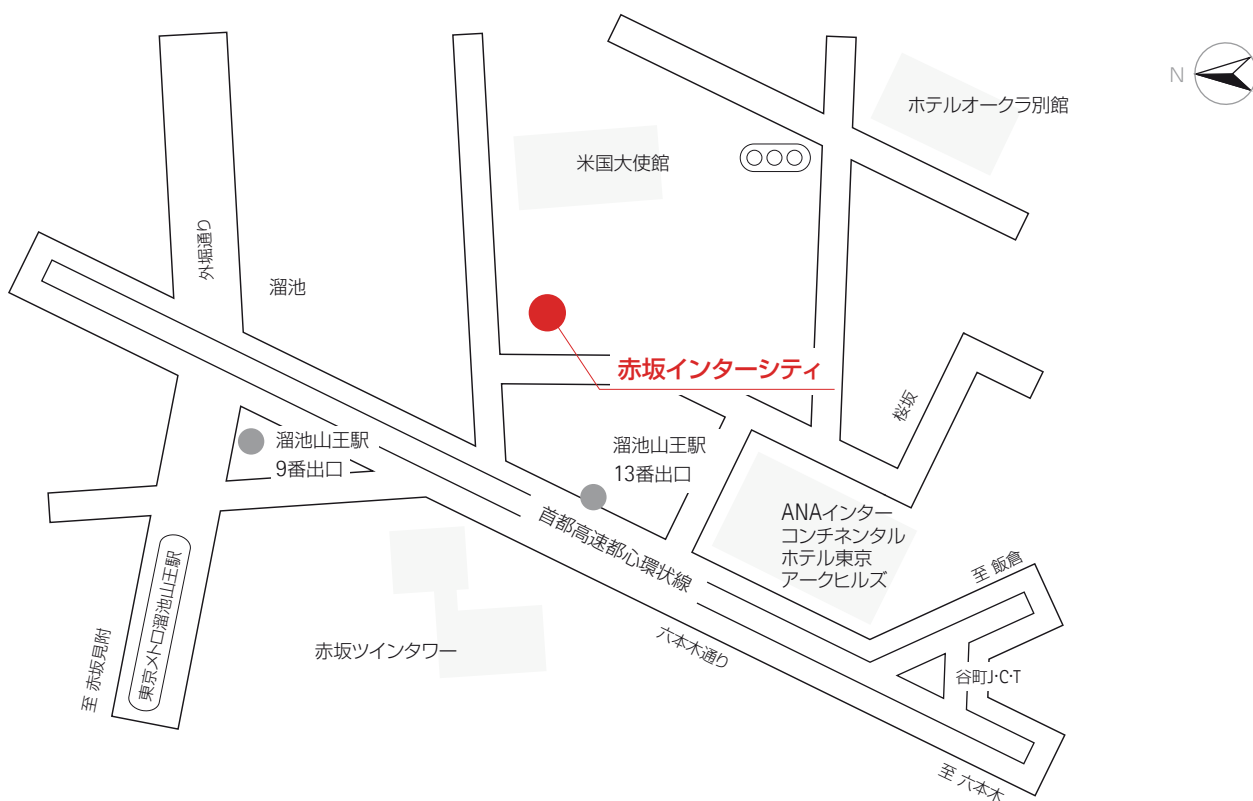 N
ホテルオークラ別館
米国大使館
外堀通り
溜池
赤坂インターシティ
桜坂
溜池山王駅
9番出口
溜池山王駅
13番出口
首都高速都心環状線
ANAインター
コンチネンタル
ホテル東京
アークヒルズ
至 飯倉
東京メトロ溜池山王駅
至 赤坂見附
赤坂ツインタワー
六本木通り
谷町J・C・T
至 六本木